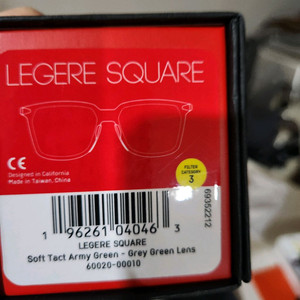 LEGERE SQUARE
CE
Designed in California
Made in Taiwan, China
FILTER
CATEGORY
3
69352212
1 96261 04046 3
LEGERE SQUARE
Soft Tact Army Green - Grey Green Lens
60020-00010